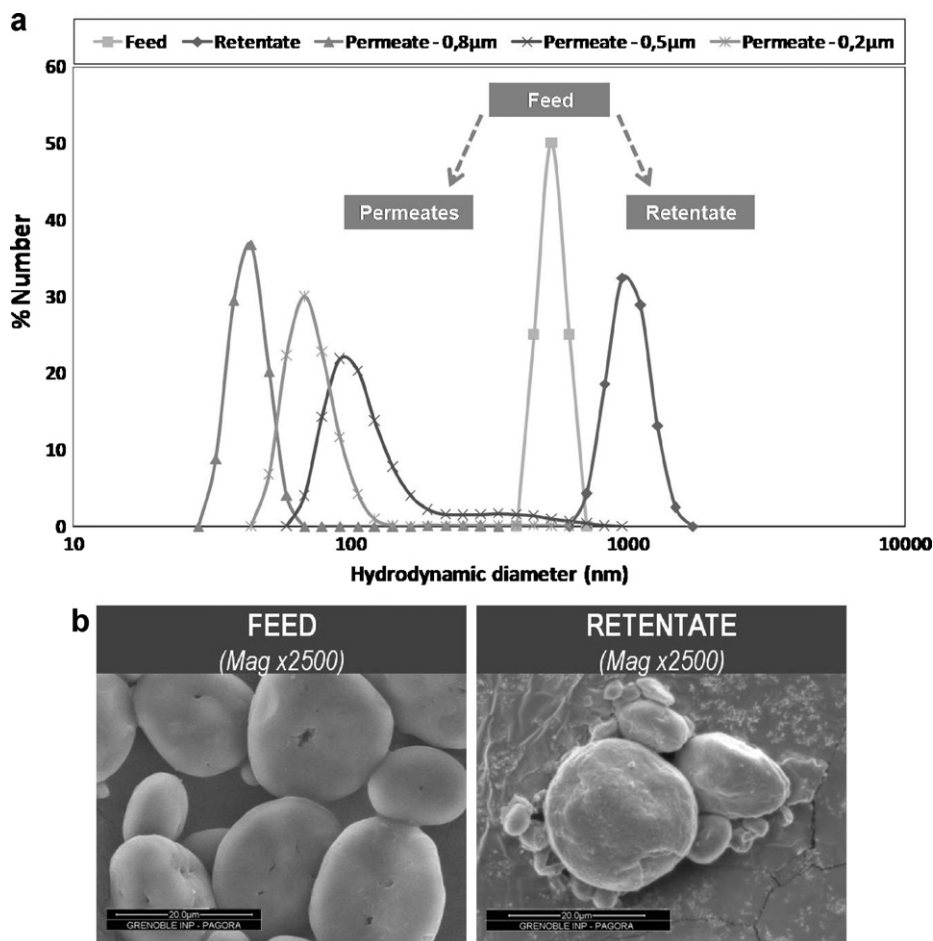 a
Feed Retentate Permeate - 0,8µm Permeate - 0,5µm Permeate - 0,2µm
60
50
40
30
20
10
0
% Number
Feed
Permeates
Retentate
10 100 1000 10000
Hydrodynamic diameter (nm)
b
FEED
(Mag x2500)
20.0µm
GRENOBLE INP - PAGORA
RETENTATE
(Mag x2500)
20.0µm
GRENOBLE INP - PAGORA